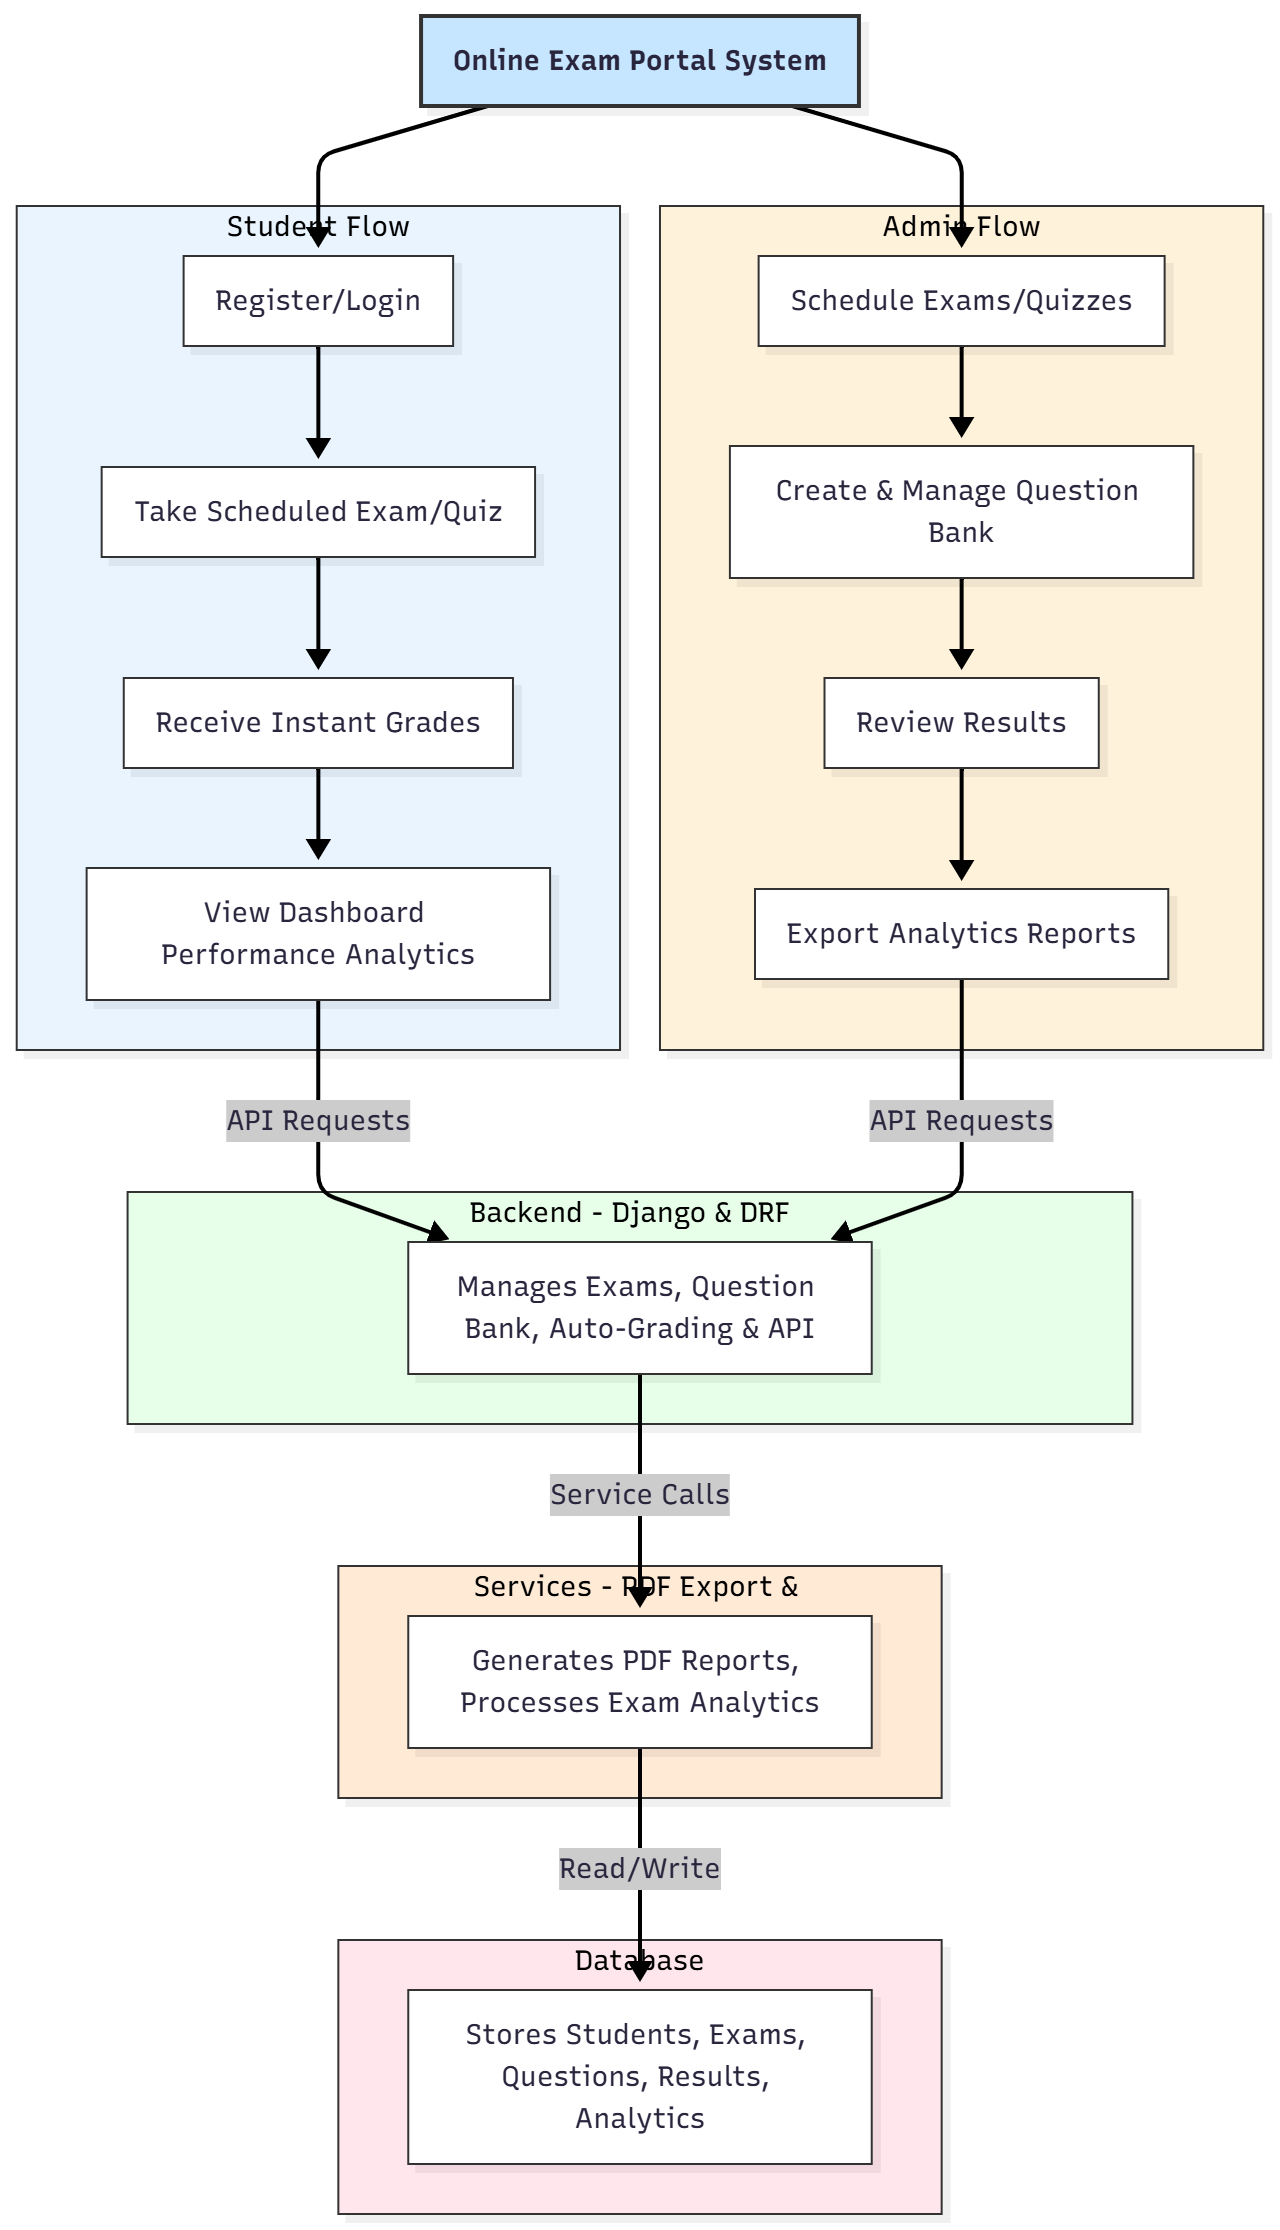 Online Exam Portal System
Student Flow
Register/Login
Take Scheduled Exam/Quiz
Receive Instant Grades
View Dashboard
Performance Analytics
Admin Flow
Schedule Exams/Quizzes
Create & Manage Question
Bank
Review Results
Export Analytics Reports
API Requests
API Requests
Backend - Django & DRF
Manages Exams, Question
Bank, Auto-Grading & API
Service Calls
Services - PDF Export &
Generates PDF Reports,
Processes Exam Analytics
Read/Write
Database
Stores Students, Exams,
Questions, Results,
Analytics